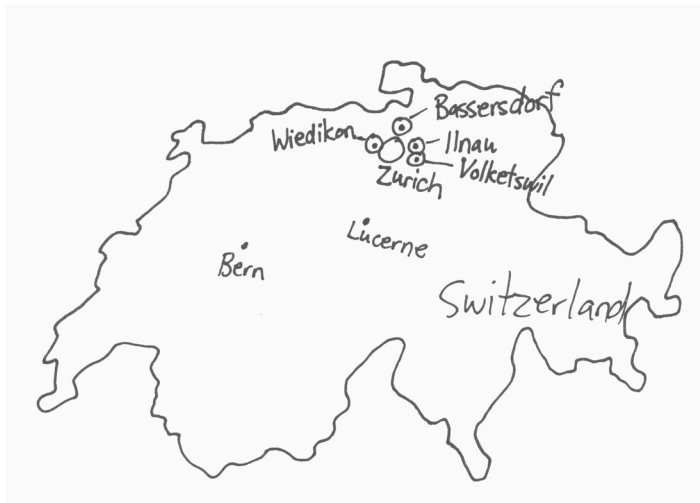 Bassersdorf
Wiedikon
Ilnau
Volketswil
Zurich
Lucerne
Bern
Switzerland